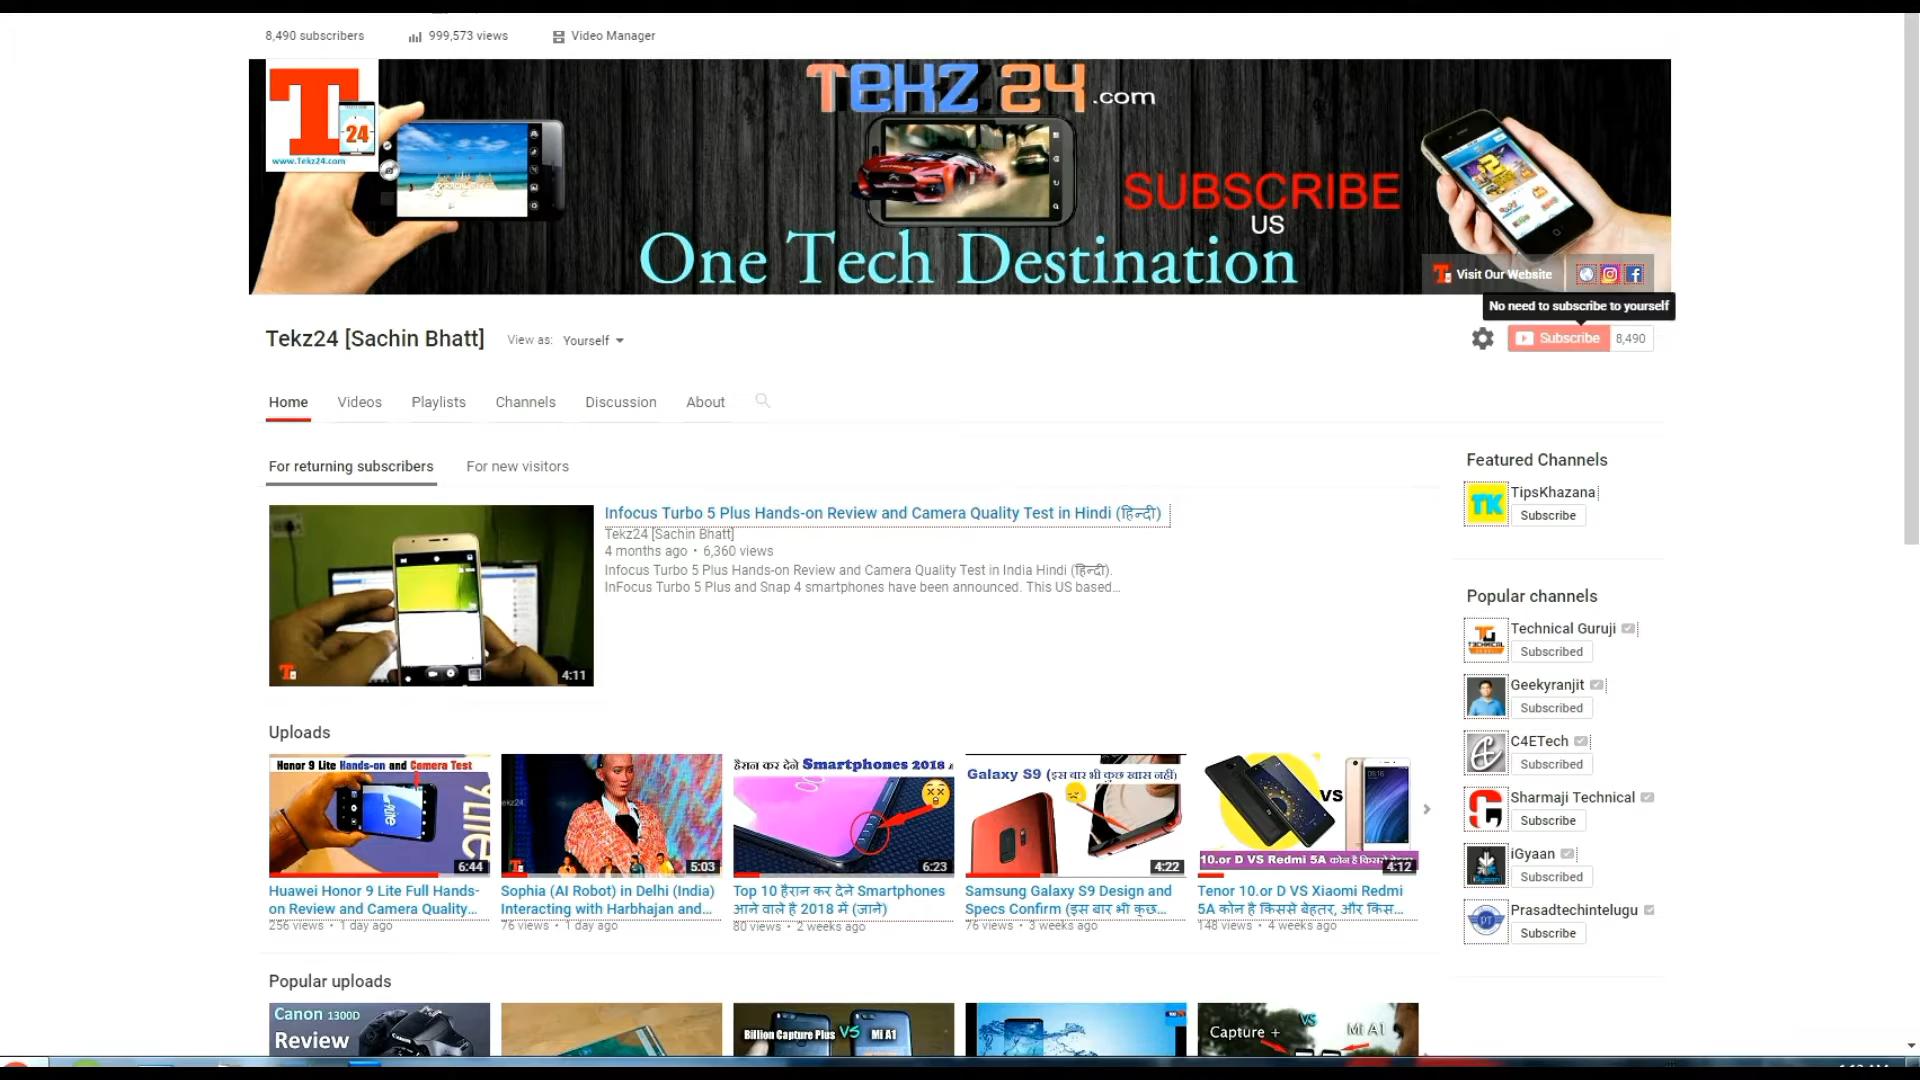 8,490 subscribers
999,573 views
Video Manager
TEKZ 24 .com
T 24
www.Tekz24.com
SUBSCRIBE
US
One Tech Destination
Visit Our Website
No need to subscribe to yourself
Tekz24 [Sachin Bhatt]
View as: Yourself
Subscribe 8,490
Home Videos Playlists Channels Discussion About
For returning subscribers For new visitors
Infocus Turbo 5 Plus Hands-on Review and Camera Quality Test in Hindi (हिन्दी)
Tekz24 [Sachin Bhatt]
4 months ago • 6,360 views
Infocus Turbo 5 Plus Hands-on Review and Camera Quality Test in India Hindi (हिन्दी).
InFocus Turbo 5 Plus and Snap 4 smartphones have been announced. This US based...
4:11
Featured Channels
TK
TipsKhazana
Subscribe
Popular channels
Technical Guruji
Subscribed
Geekyranjit
Subscribed
C4ETech
Subscribed
Sharmaji Technical
Subscribe
iGyaan
Subscribed
Prasadtechintelugu
Subscribe
Uploads
Honor 9 Lite Hands-on and Camera Test
6:44
Huawei Honor 9 Lite Full Hands-
on Review and Camera Quality...
256 views • 1 day ago
5:03
Sophia (AI Robot) in Delhi (India)
Interacting with Harbhajan and...
76 views • 1 day ago
हैरान कर देने Smartphones 2018
6:23
Top 10 हैरान कर देने Smartphones
आने वाले है 2018 में (जाने)
80 views • 2 weeks ago
Galaxy S9 (इस बार भी कुछ खास नहीं)
4:22
Samsung Galaxy S9 Design and
Specs Confirm (इस बार भी कुछ...
76 views • 3 weeks ago
VS
10.or D VS Redmi 5A कोन है किससे
4:12
Tenor 10.or D VS Xiaomi Redmi
5A कोन है किससे बेहतर, और किस...
148 views • 4 weeks ago
Popular uploads
Canon 1300D
Review
Billion Capture Plus VS Mi A1
Capture + VS Mi A1